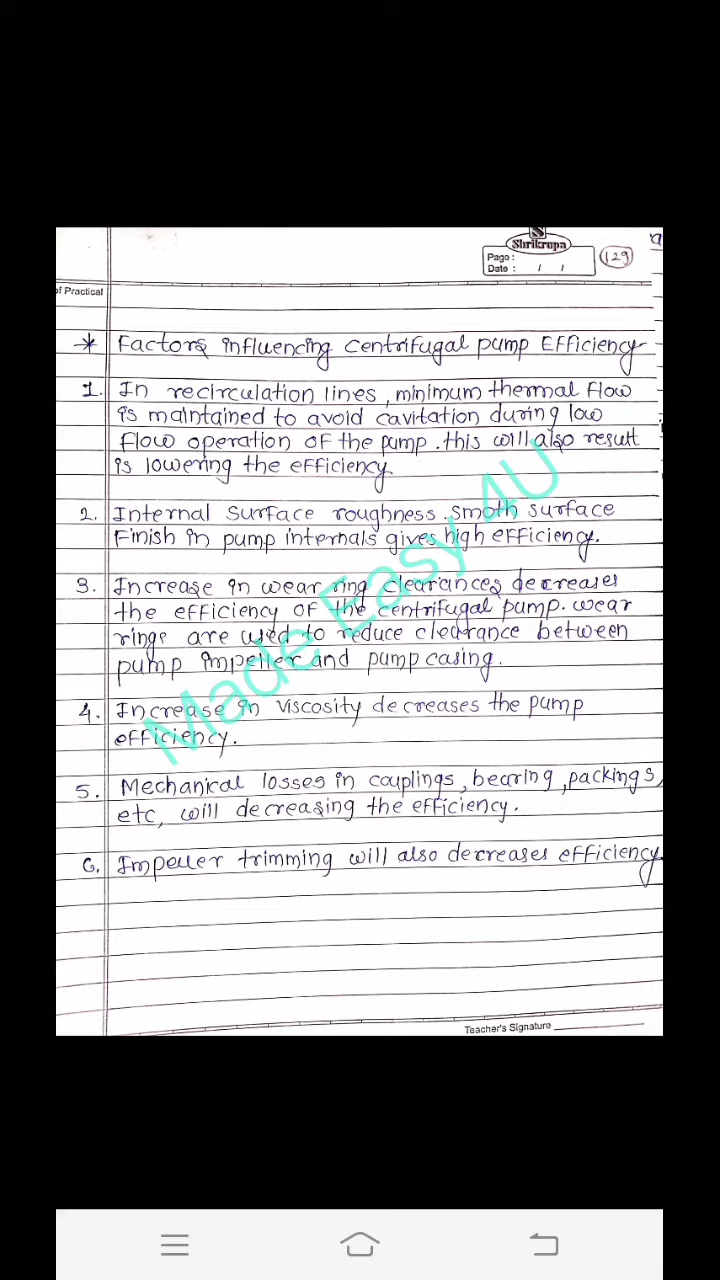 Shrikrupa
Page :
Date : / /
129
of Practical
* Factors influencing centrifugal pump Efficiency
1. In recirculation lines, minimum thermal flow
is maintained to avoid cavitation during low
flow operation of the pump. this will also result
is lowering the efficiency.
2. Internal surface roughness. smoth surface
Finish in pump internals gives high efficiency.
3. Increase in wear ring clearances decreases
the efficiency of the centrifugal pump. wear
rings are used to reduce clearance between
pump impeller and pump casing.
4. Increase in viscosity decreases the pump
efficiency.
5. Mechanical losses in couplings, bearing, packings,
etc, will decreasing the efficiency.
6. Impeller trimming will also decreases efficiency
Teacher's Signature
Made Easy 4U